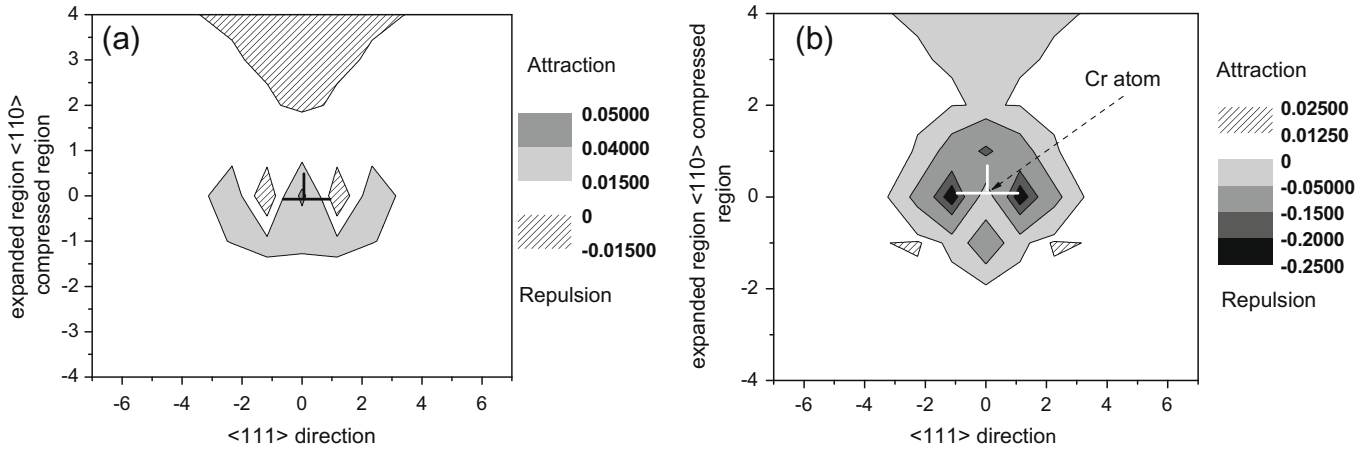 (a)
4
3
2
1
0
-1
-2
-3
-4
-6 -4 -2 0 2 4 6
<111> direction
expanded region <110>
compressed region
Attraction
0.05000
0.04000
0.01500
0
-0.01500
Repulsion
(b)
4
2
0
-2
-4
-6 -4 -2 0 2 4 6
<111> direction
expanded region <110> compressed
region
Cr atom
Attraction
0.02500
0.01250
0
-0.05000
-0.1500
-0.2000
-0.2500
Repulsion